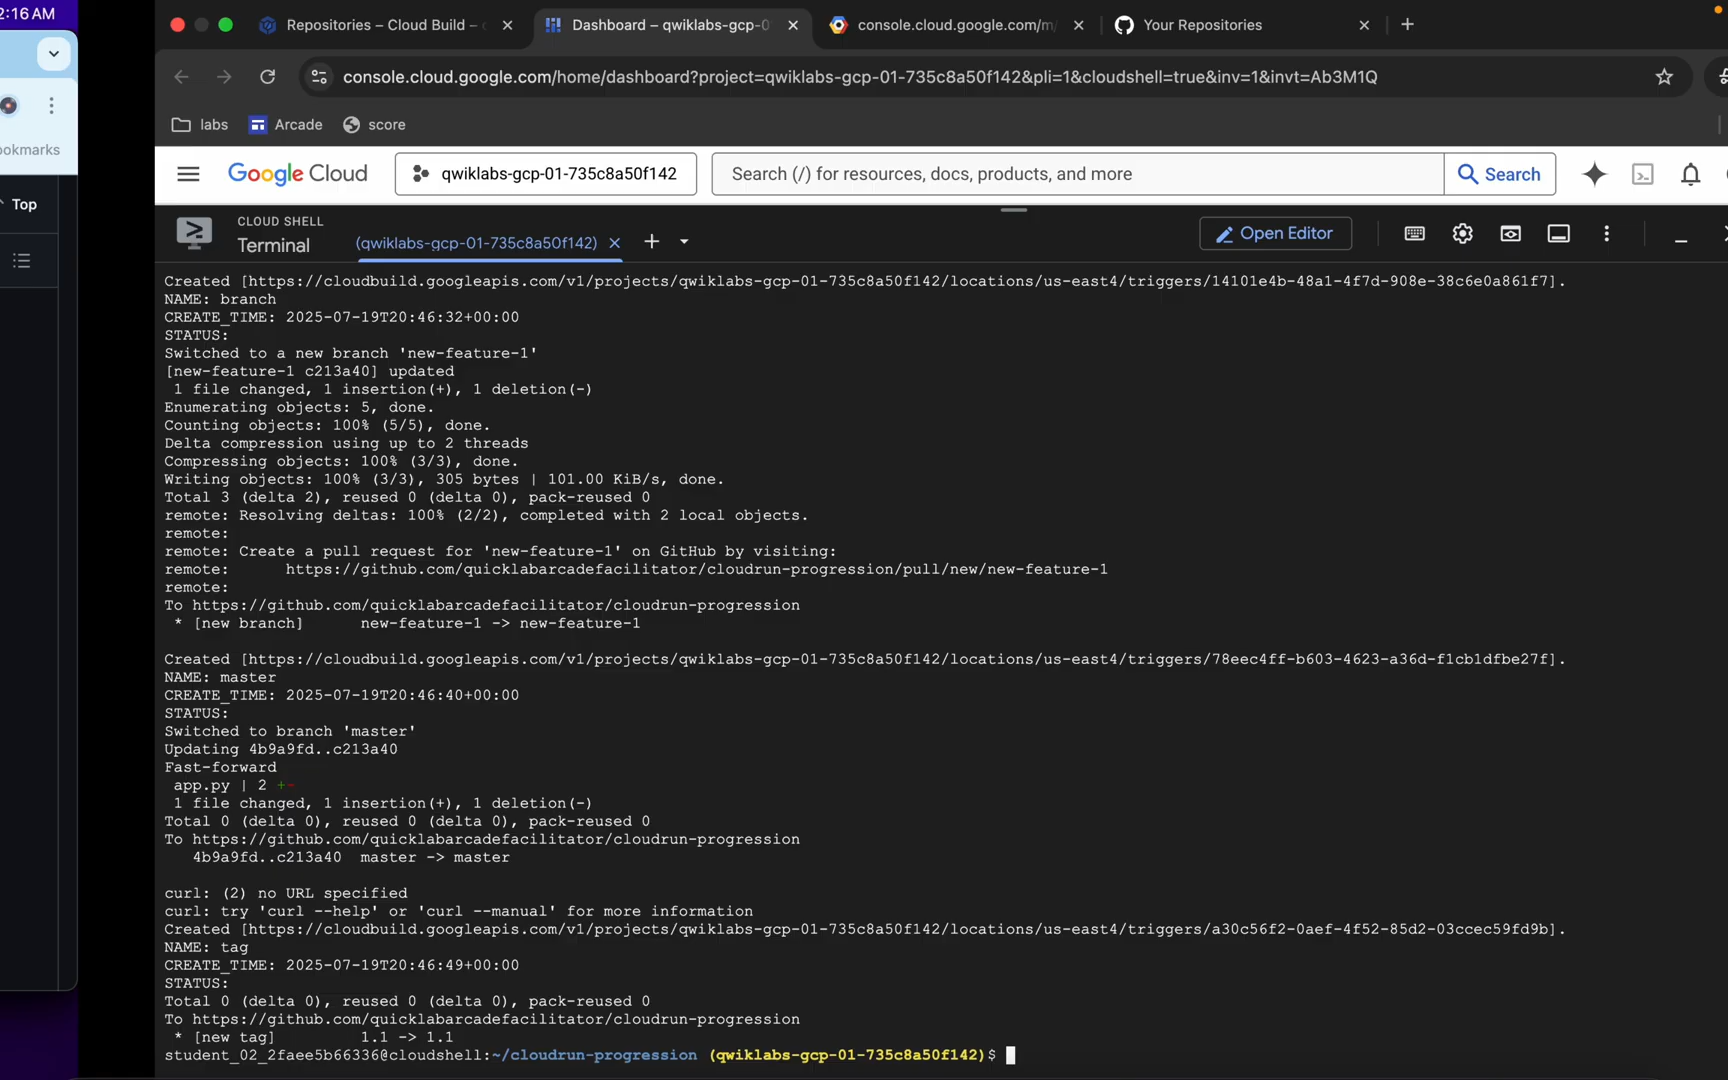 2:16 AM
ookmarks
Top
Repositories – Cloud Build –
Dashboard – qwiklabs-gcp-0
console.cloud.google.com/m
Your Repositories
console.cloud.google.com/home/dashboard?project=qwiklabs-gcp-01-735c8a50f142&pli=1&cloudshell=true&inv=1&invt=Ab3M1Q
labs
Arcade
score
Google Cloud
qwiklabs-gcp-01-735c8a50f142
Search (/) for resources, docs, products, and more
Search
CLOUD SHELL
Terminal
(qwiklabs-gcp-01-735c8a50f142)
Open Editor
Created [https://cloudbuild.googleapis.com/v1/projects/qwiklabs-gcp-01-735c8a50f142/locations/us-east4/triggers/14101e4b-48a1-4f7d-908e-38c6e0a861f7].
NAME: branch
CREATE_TIME: 2025-07-19T20:46:32+00:00
STATUS:
Switched to a new branch 'new-feature-1'
[new-feature-1 c213a40] updated
 1 file changed, 1 insertion(+), 1 deletion(-)
Enumerating objects: 5, done.
Counting objects: 100% (5/5), done.
Delta compression using up to 2 threads
Compressing objects: 100% (3/3), done.
Writing objects: 100% (3/3), 305 bytes | 101.00 KiB/s, done.
Total 3 (delta 2), reused 0 (delta 0), pack-reused 0
remote: Resolving deltas: 100% (2/2), completed with 2 local objects.
remote:
remote: Create a pull request for 'new-feature-1' on GitHub by visiting:
remote:      https://github.com/quicklabarcadefacilitator/cloudrun-progression/pull/new/new-feature-1
remote:
To https://github.com/quicklabarcadefacilitator/cloudrun-progression
 * [new branch]      new-feature-1 -> new-feature-1
Created [https://cloudbuild.googleapis.com/v1/projects/qwiklabs-gcp-01-735c8a50f142/locations/us-east4/triggers/78eec4ff-b603-4623-a36d-f1cb1dfbe27f].
NAME: master
CREATE_TIME: 2025-07-19T20:46:40+00:00
STATUS:
Switched to branch 'master'
Updating 4b9a9fd..c213a40
Fast-forward
 app.py | 2 +-
 1 file changed, 1 insertion(+), 1 deletion(-)
Total 0 (delta 0), reused 0 (delta 0), pack-reused 0
To https://github.com/quicklabarcadefacilitator/cloudrun-progression
   4b9a9fd..c213a40  master -> master
curl: (2) no URL specified
curl: try 'curl --help' or 'curl --manual' for more information
Created [https://cloudbuild.googleapis.com/v1/projects/qwiklabs-gcp-01-735c8a50f142/locations/us-east4/triggers/a30c56f2-0aef-4f52-85d2-03ccec59fd9b].
NAME: tag
CREATE_TIME: 2025-07-19T20:46:49+00:00
STATUS:
Total 0 (delta 0), reused 0 (delta 0), pack-reused 0
To https://github.com/quicklabarcadefacilitator/cloudrun-progression
 * [new tag]         1.1 -> 1.1
student_02_2faee5b66336@cloudshell:~/cloudrun-progression (qwiklabs-gcp-01-735c8a50f142)$